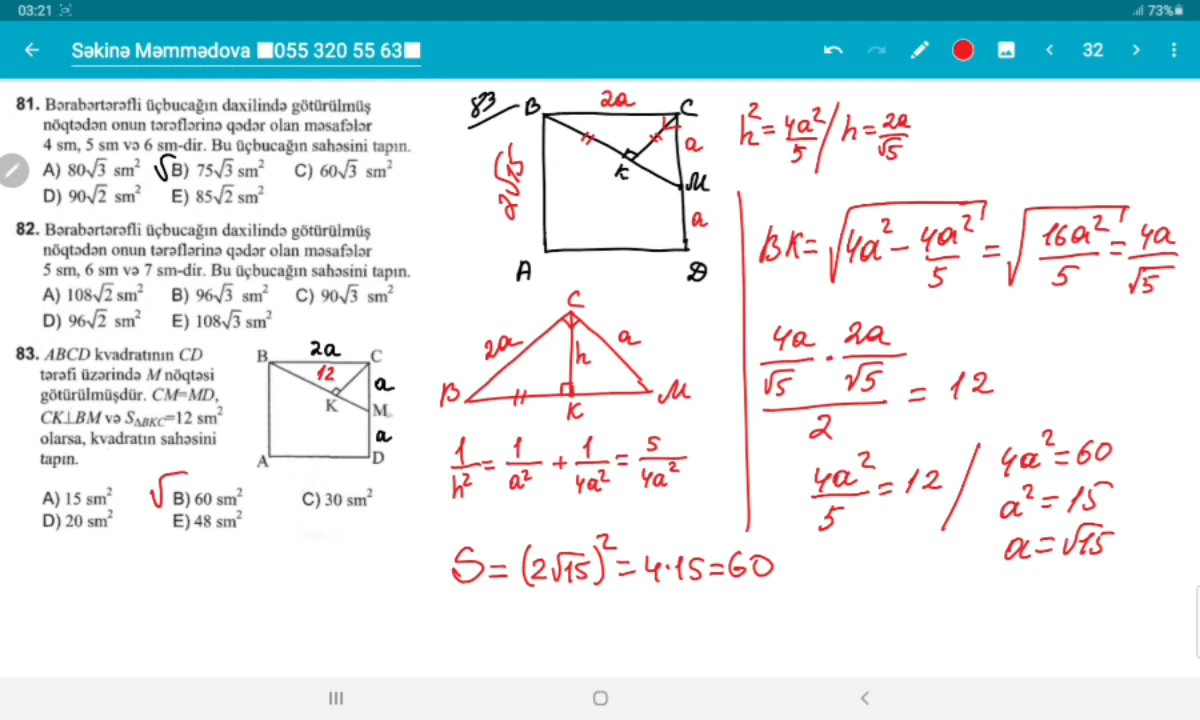 03:21
73%
Səkinə Məmmədova 055 320 55 63
32
81. Bərabərtərəfli üçbucağın daxilində götürülmüş
nöqtədən onun tərəflərinə qədər olan məsafələr
4 sm, 5 sm və 6 sm-dir. Bu üçbucağın sahəsini tapın.
A) 80√3 sm² √B) 75√3 sm² C) 60√3 sm²
D) 90√2 sm² E) 85√2 sm²
82. Bərabərtərəfli üçbucağın daxilində götürülmüş
nöqtədən onun tərəflərinə qədər olan məsafələr
5 sm, 6 sm və 7 sm-dir. Bu üçbucağın sahəsini tapın.
A) 108√2 sm² B) 96√3 sm² C) 90√3 sm²
D) 96√2 sm² E) 108√3 sm²
83. ABCD kvadratının CD
tərəfi üzərində M nöqtəsi
götürülmüşdür. CM=MD,
CK⊥BM və S△BKC=12 sm²
olarsa, kvadratın sahəsini
tapın.
B 2a C
12 a
K M
a
A D
A) 15 sm² √ B) 60 sm² C) 30 sm²
D) 20 sm² E) 48 sm²
83 B 2a C
a
2√15 K M
a
A D
C
2a h a
B K M
1/h² = 1/a² + 1/4a² = 5/4a²
S = (2√15)² = 4·15 = 60
h² = 4a²/5 / h = 2a/√5
BK = √(4a² − 4a²/5) = √(16a²/5) = 4a/√5
(4a/√5 · 2a/√5)/2 = 12
4a²/5 = 12 / 4a² = 60
a² = 15
a = √15